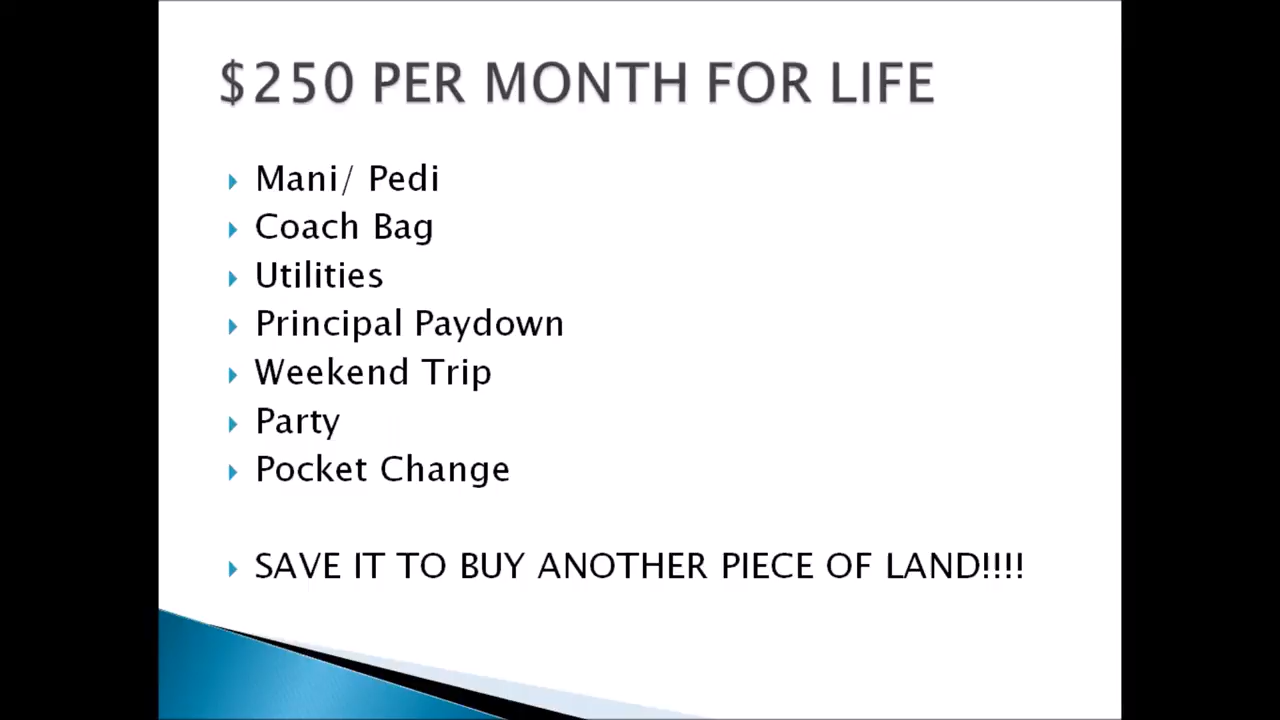 $250 PER MONTH FOR LIFE
Mani/ Pedi
Coach Bag
Utilities
Principal Paydown
Weekend Trip
Party
Pocket Change
SAVE IT TO BUY ANOTHER PIECE OF LAND!!!!